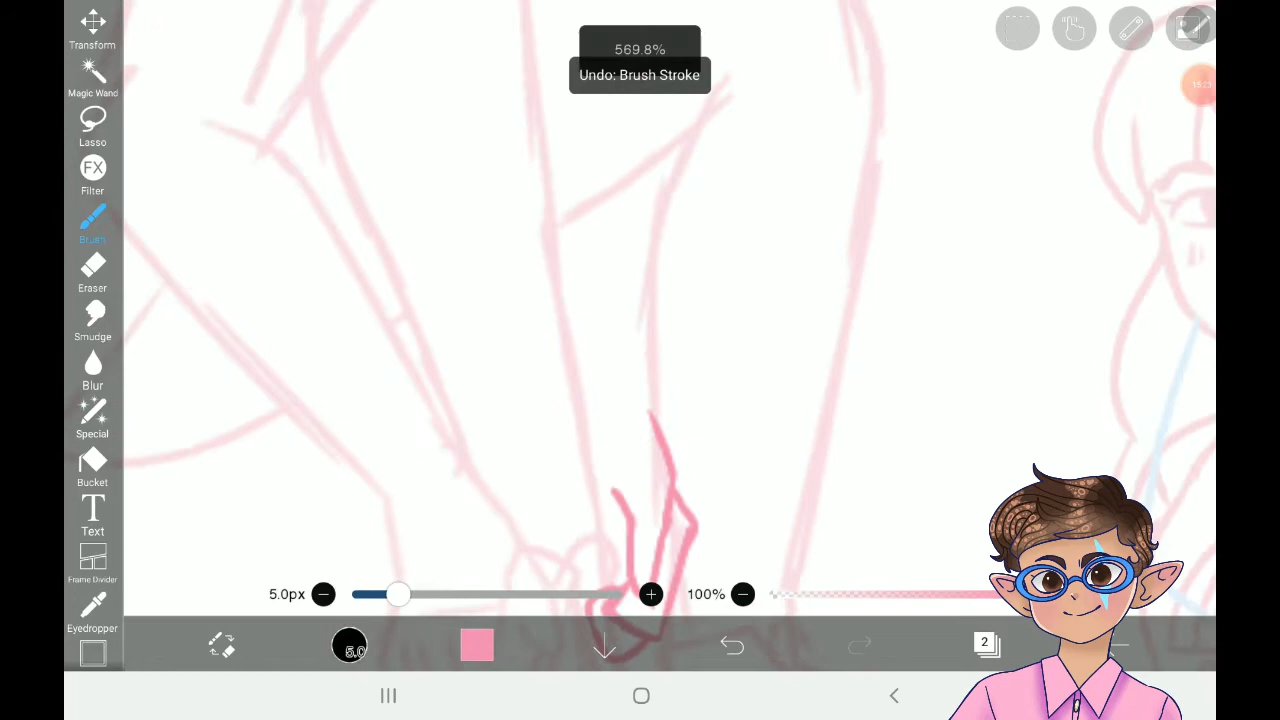 Transform
Magic Wand
Lasso
FX
Filter
Brush
Eraser
Smudge
Blur
Special
Bucket
T
Text
Frame Divider
Eyedropper
569.8%
Undo: Brush Stroke
5.0px
100%
5.0
2